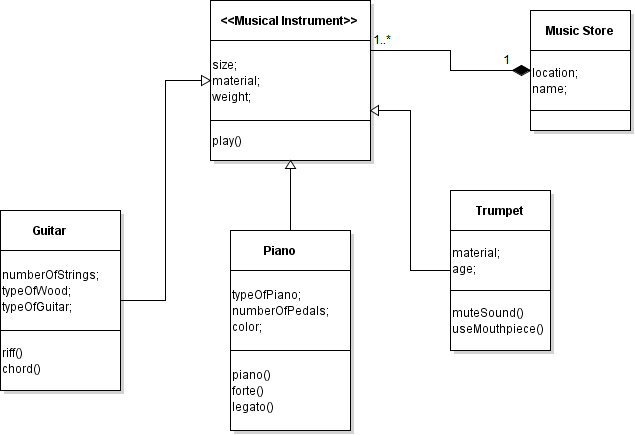 <<Musical Instrument>>
size;
material;
weight;
play()
1..*
1
Music Store
location;
name;
Guitar
numberOfStrings;
typeOfWood;
typeOfGuitar;
riff()
chord()
Piano
typeOfPiano;
numberOfPedals;
color;
piano()
forte()
legato()
Trumpet
material;
age;
muteSound()
useMouthpiece()